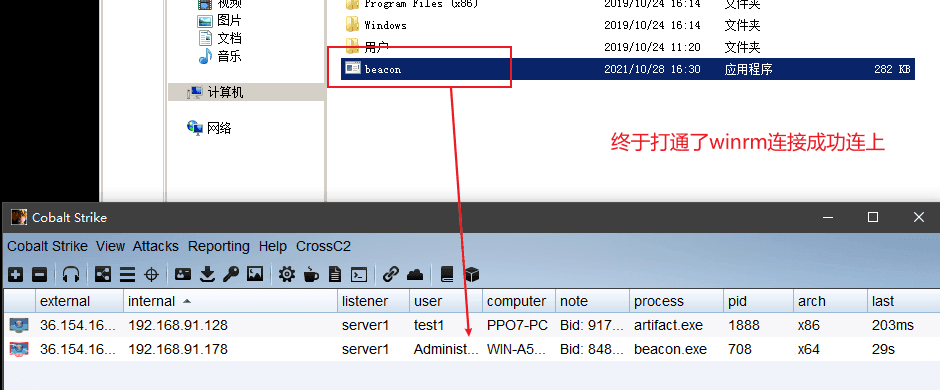 视频
图片
文档
音乐
计算机
网络
Program Files (x86) 2019/10/24 16:14 文件夹
Windows 2019/10/24 16:14 文件夹
用户 2019/10/24 11:20 文件夹
beacon 2021/10/28 16:30 应用程序 282 KB
终于打通了winrm连接成功连上
Cobalt Strike
Cobalt Strike View Attacks Reporting Help CrossC2
external internal listener user computer note process pid arch last
36.154.16... 192.168.91.128 server1 test1 PPO7-PC Bid: 917... artifact.exe 1888 x86 203ms
36.154.16... 192.168.91.178 server1 Administ... WIN-A5... Bid: 848... beacon.exe 708 x64 29s